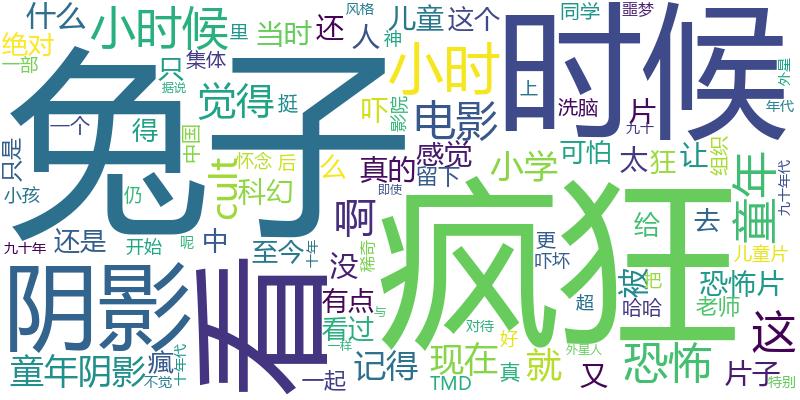 什么
小时候
当时
里
还
风格
人
神
儿童
这个
同学
噩梦
时候
绝对
一部
只
集体
据说
兔子
觉得
挺
吓
影院
小时
电影
上
洗脑
片
九十
外星
年代
只是
一个
得
中国
小孩
仍
cult
怀念
后
科幻
么
真的
感觉
留下
即使
小学
可怕
太
狂
让
组织
童年
九十年代
九十年
还是
开始
呢
中
至今
十年
啊
没
稀奇
疯狂
更
吓坏
给
去
儿童片
阴影
看
有点
看过
与
一样
超
被
把
哈哈
恐怖片
老师
这
童年阴影
瘋
不觉
十年代
一起
记得
现在
TMD
对待
好
真
外星人
就
又
恐怖
片子
特别